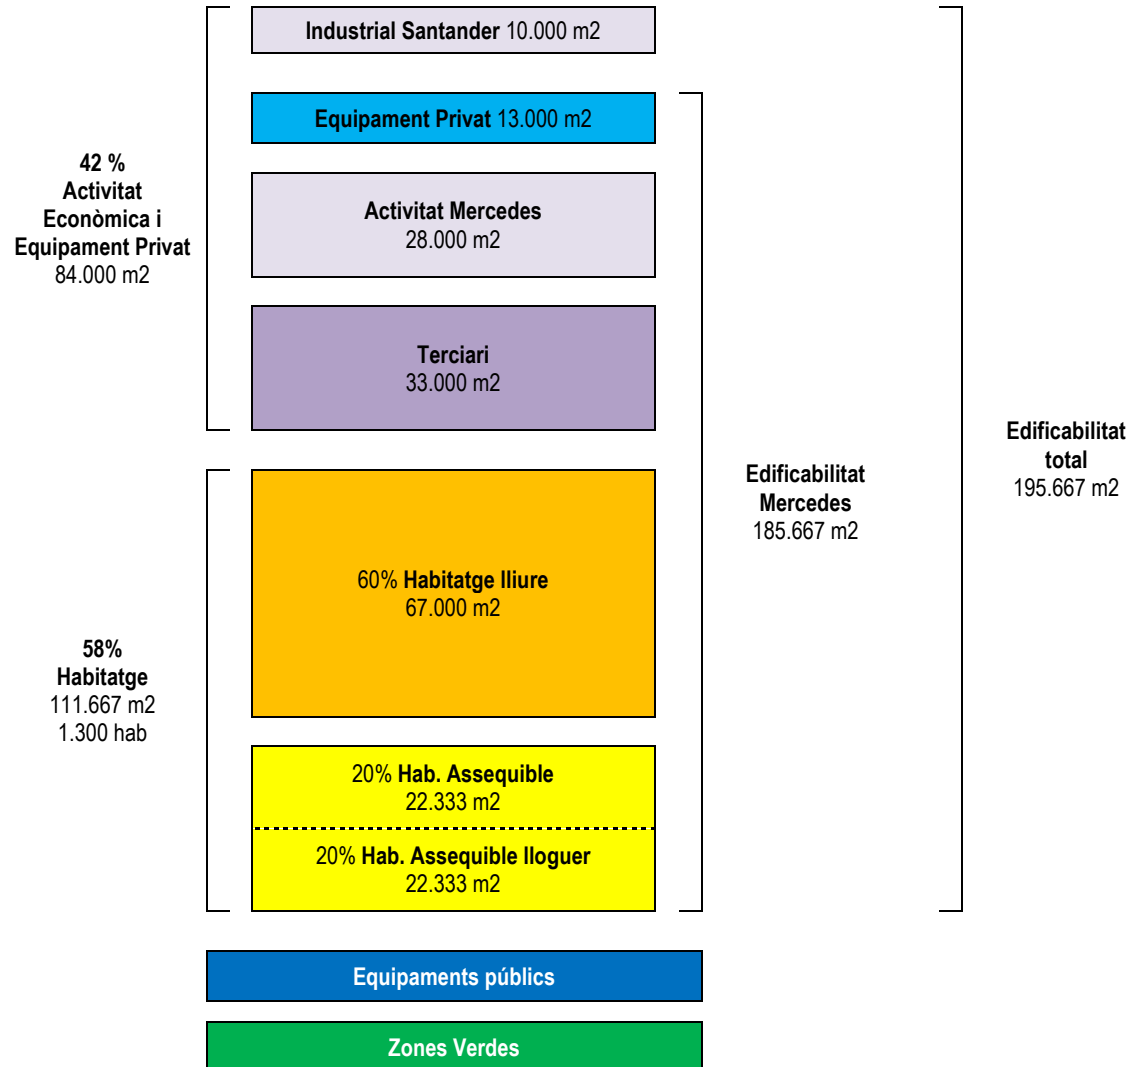 Industrial Santander 10.000 m2
Equipament Privat 13.000 m2
42 %
Activitat
Econòmica i
Equipament Privat
84.000 m2
Activitat Mercedes
28.000 m2
Terciari
33.000 m2
Edificabilitat
total
195.667 m2
Edificabilitat
Mercedes
185.667 m2
60% Habitatge lliure
67.000 m2
58%
Habitatge
111.667 m2
1.300 hab
20% Hab. Assequible
22.333 m2
20% Hab. Assequible lloguer
22.333 m2
Equipaments públics
Zones Verdes